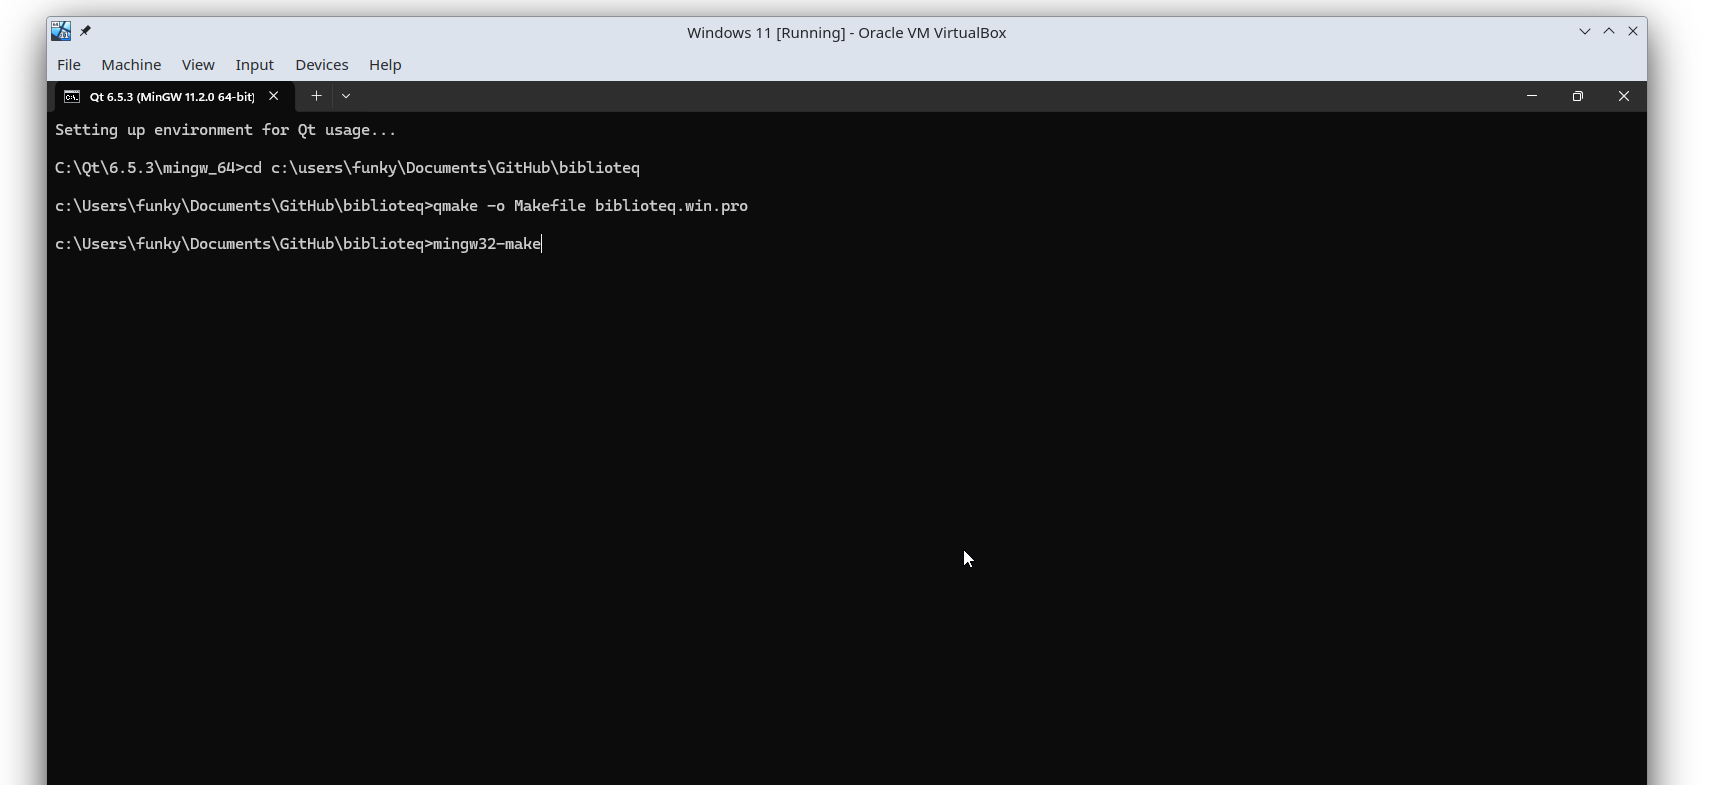 Windows 11 [Running] - Oracle VM VirtualBox
File Machine View Input Devices Help
Qt 6.5.3 (MinGW 11.2.0 64-bit)
Setting up environment for Qt usage...
C:\Qt\6.5.3\mingw_64>cd c:\users\funky\Documents\GitHub\biblioteq
c:\Users\funky\Documents\GitHub\biblioteq>qmake -o Makefile biblioteq.win.pro
c:\Users\funky\Documents\GitHub\biblioteq>mingw32-make